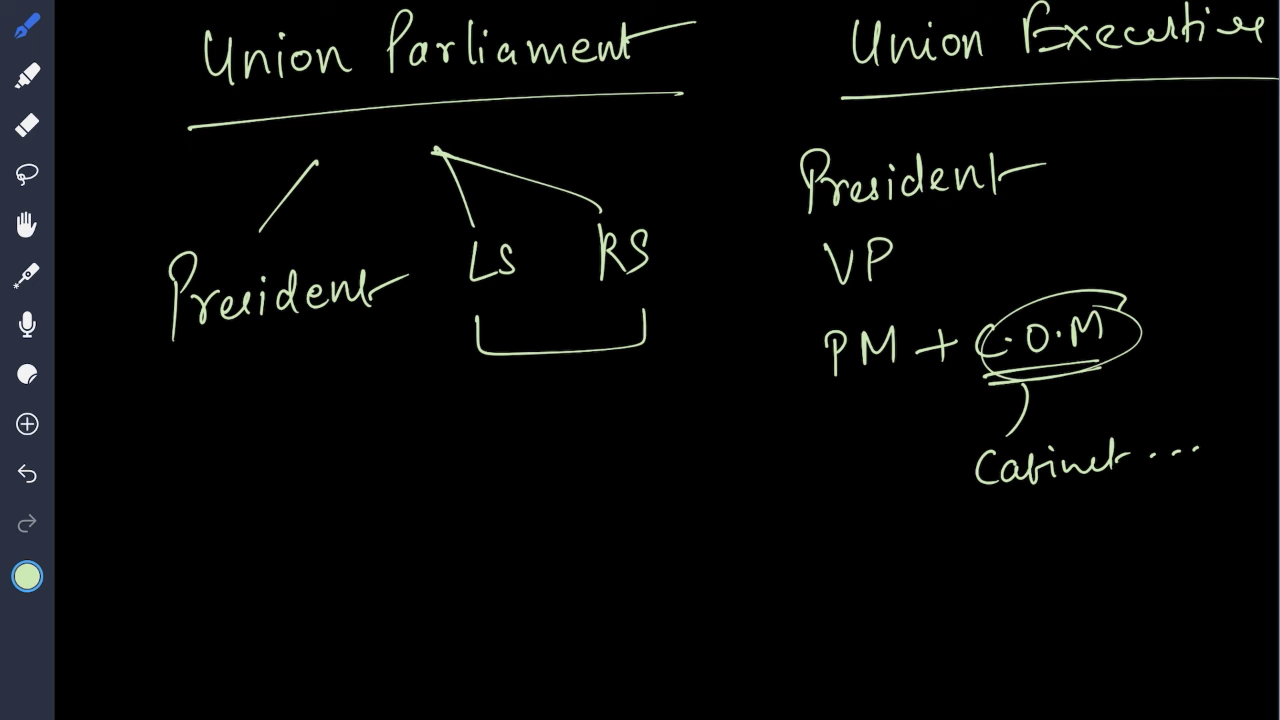 Union Parliament
President LS RS
Union Executive
President
VP
PM + C.O.M
Cabinet ...